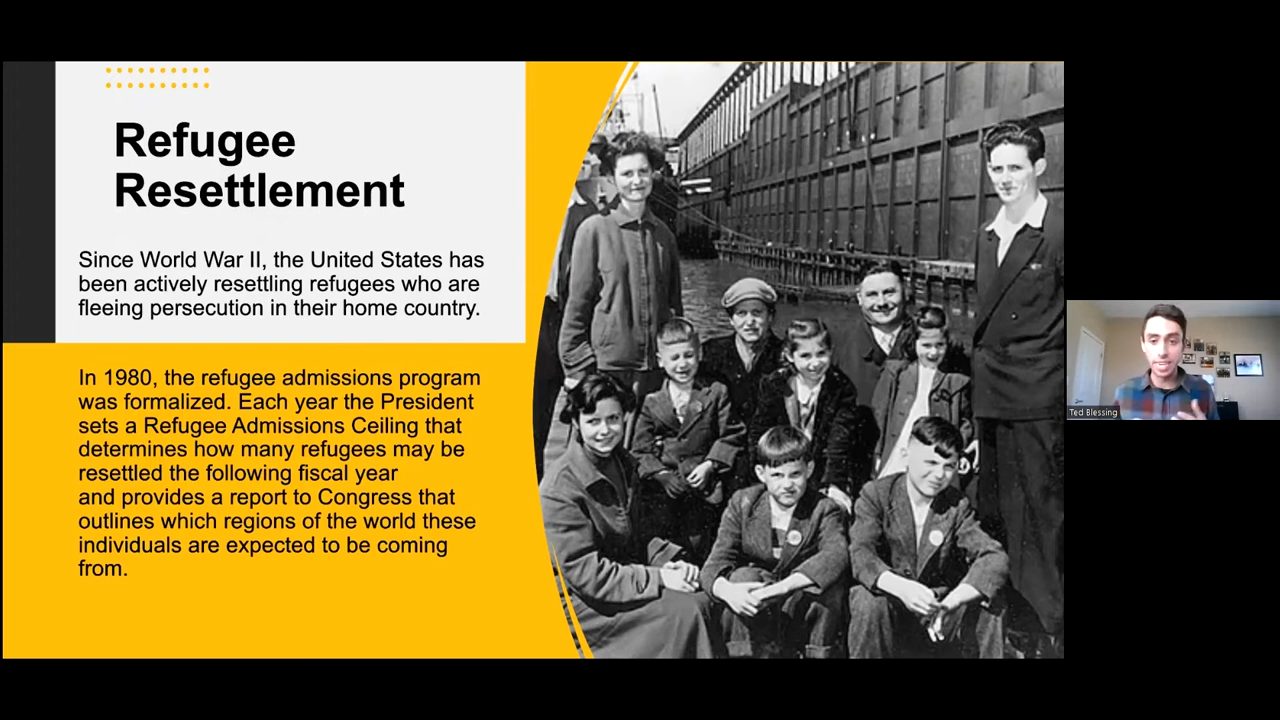 Refugee
Resettlement
Since World War II, the United States has
been actively resettling refugees who are
fleeing persecution in their home country.
In 1980, the refugee admissions program
was formalized. Each year the President
sets a Refugee Admissions Ceiling that
determines how many refugees may be
resettled the following fiscal year
and provides a report to Congress that
outlines which regions of the world these
individuals are expected to be coming
from.
Ted Blessing